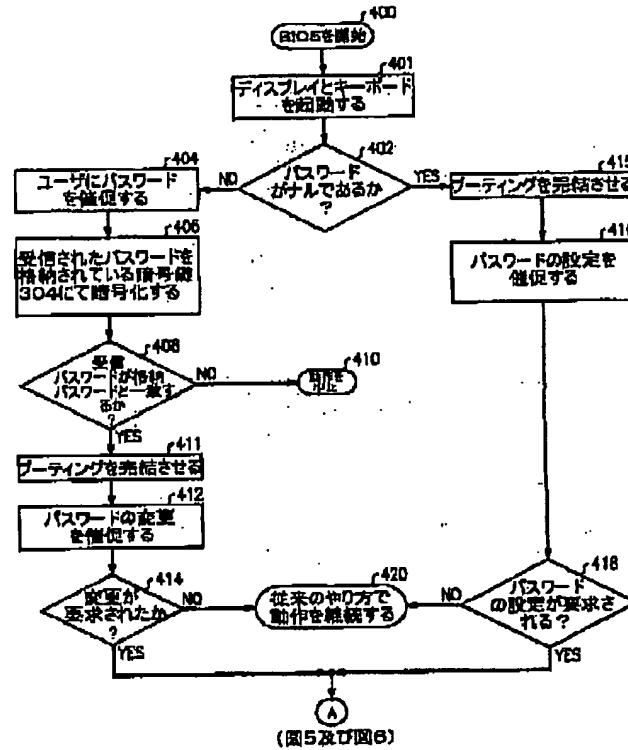 400
BIOSを開始
401
ディスプレイとキーボード
を起動する
402
パスワード
がナルであるか
?
NO
YES
404
ユーザにパスワード
を催促する
406
受信されたパスワードを
格納されている暗号鍵
304にて暗号化する
408
受信
パスワードが格納
パスワードと一致す
るか
?
NO
YES
410
動作を
中止
411
ブーティングを完結させる
412
パスワードの変更
を催促する
414
変更が
要求されたか
?
NO
YES
415
ブーティングを完結させる
416
パスワードの設定を
催促する
418
パスワード
の設定が要求さ
れる?
NO
YES
420
従来のやり方で
動作を継続する
A
(図5及び図6)